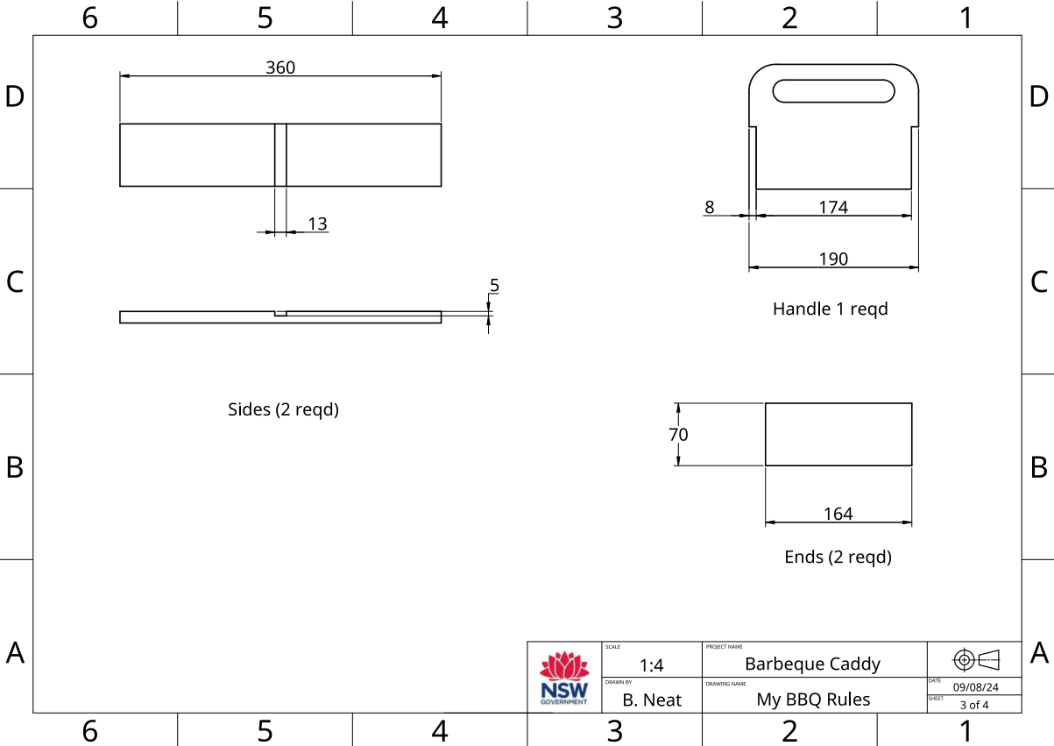 6 5 4 3 2 1
D D
360
13
8 174
190
C C
5
Handle 1 reqd
Sides (2 reqd)
70
B B
164
Ends (2 reqd)
A A
NSW
GOVERNMENT
SCALE
1:4
PROJECT NAME
Barbeque Caddy
DRAWN BY
B. Neat
DRAWING NAME
My BBQ Rules
DATE
09/08/24
SHEET
3 of 4
6 5 4 3 2 1